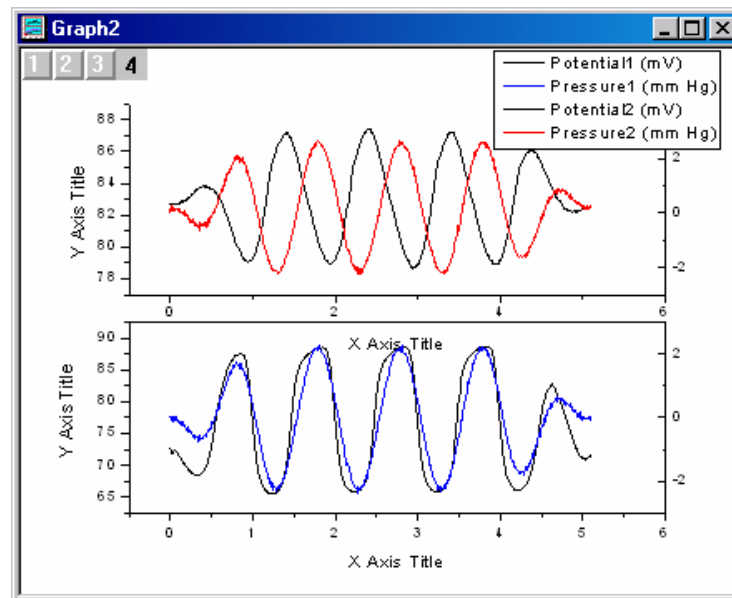 Graph2
1 2 3 4
Potential1 (mV)
Pressure1 (mm Hg)
Potential2 (mV)
Pressure2 (mm Hg)
88
86
84
82
80
78
Y Axis Title
2
0
-2
0 2 4 6
X Axis Title
90
85
80
75
70
65
Y Axis Title
2
0
-2
0 1 2 3 4 5 6
X Axis Title